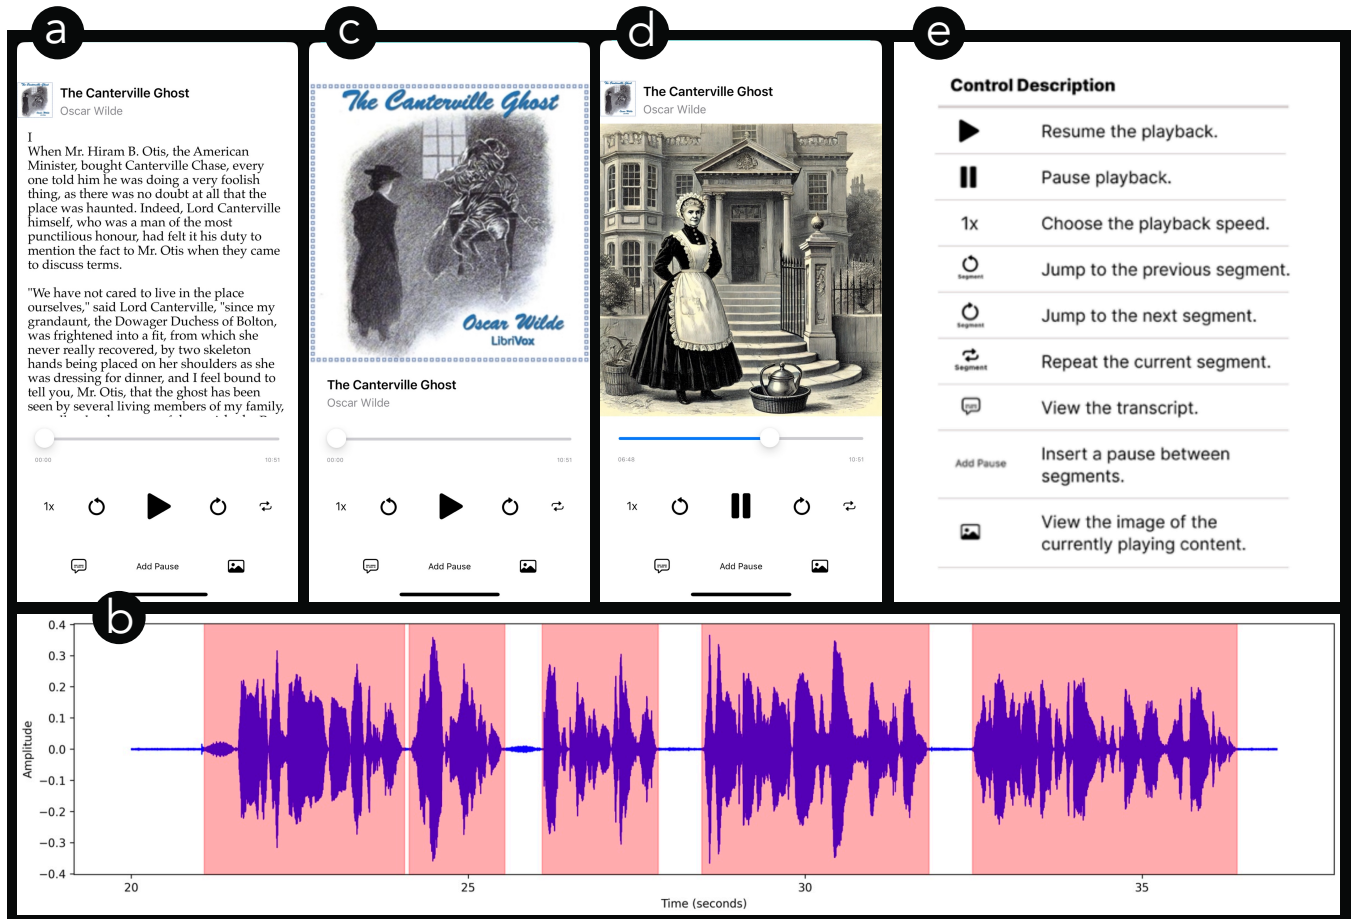 a
The Canterville Ghost
Oscar Wilde
I
When Mr. Hiram B. Otis, the American
Minister, bought Canterville Chase, every
one told him he was doing a very foolish
thing, as there was no doubt at all that the
place was haunted. Indeed, Lord Canterville
himself, who was a man of the most
punctilious honour, had felt it his duty to
mention the fact to Mr. Otis when they came
to discuss terms.
"We have not cared to live in the place
ourselves," said Lord Canterville, "since my
grandaunt, the Dowager Duchess of Bolton,
was frightened into a fit, from which she
never really recovered, by two skeleton
hands being placed on her shoulders as she
was dressing for dinner, and I feel bound to
tell you, Mr. Otis, that the ghost has been
seen by several living members of my family,
00:00
10:51
1x
Add Pause
c
The Canterville Ghost
Oscar Wilde
LibriVox
The Canterville Ghost
Oscar Wilde
00:00
10:51
1x
Add Pause
d
The Canterville Ghost
Oscar Wilde
06:48
10:51
1x
Add Pause
e
Control Description
Resume the playback.
Pause playback.
1x Choose the playback speed.
Segment
Jump to the previous segment.
Segment
Jump to the next segment.
Segment
Repeat the current segment.
View the transcript.
Add Pause
Insert a pause between
segments.
View the image of the
currently playing content.
b
0.4
0.3
0.2
0.1
0.0
−0.1
−0.2
−0.3
−0.4
Amplitude
20 25 30 35
Time (seconds)